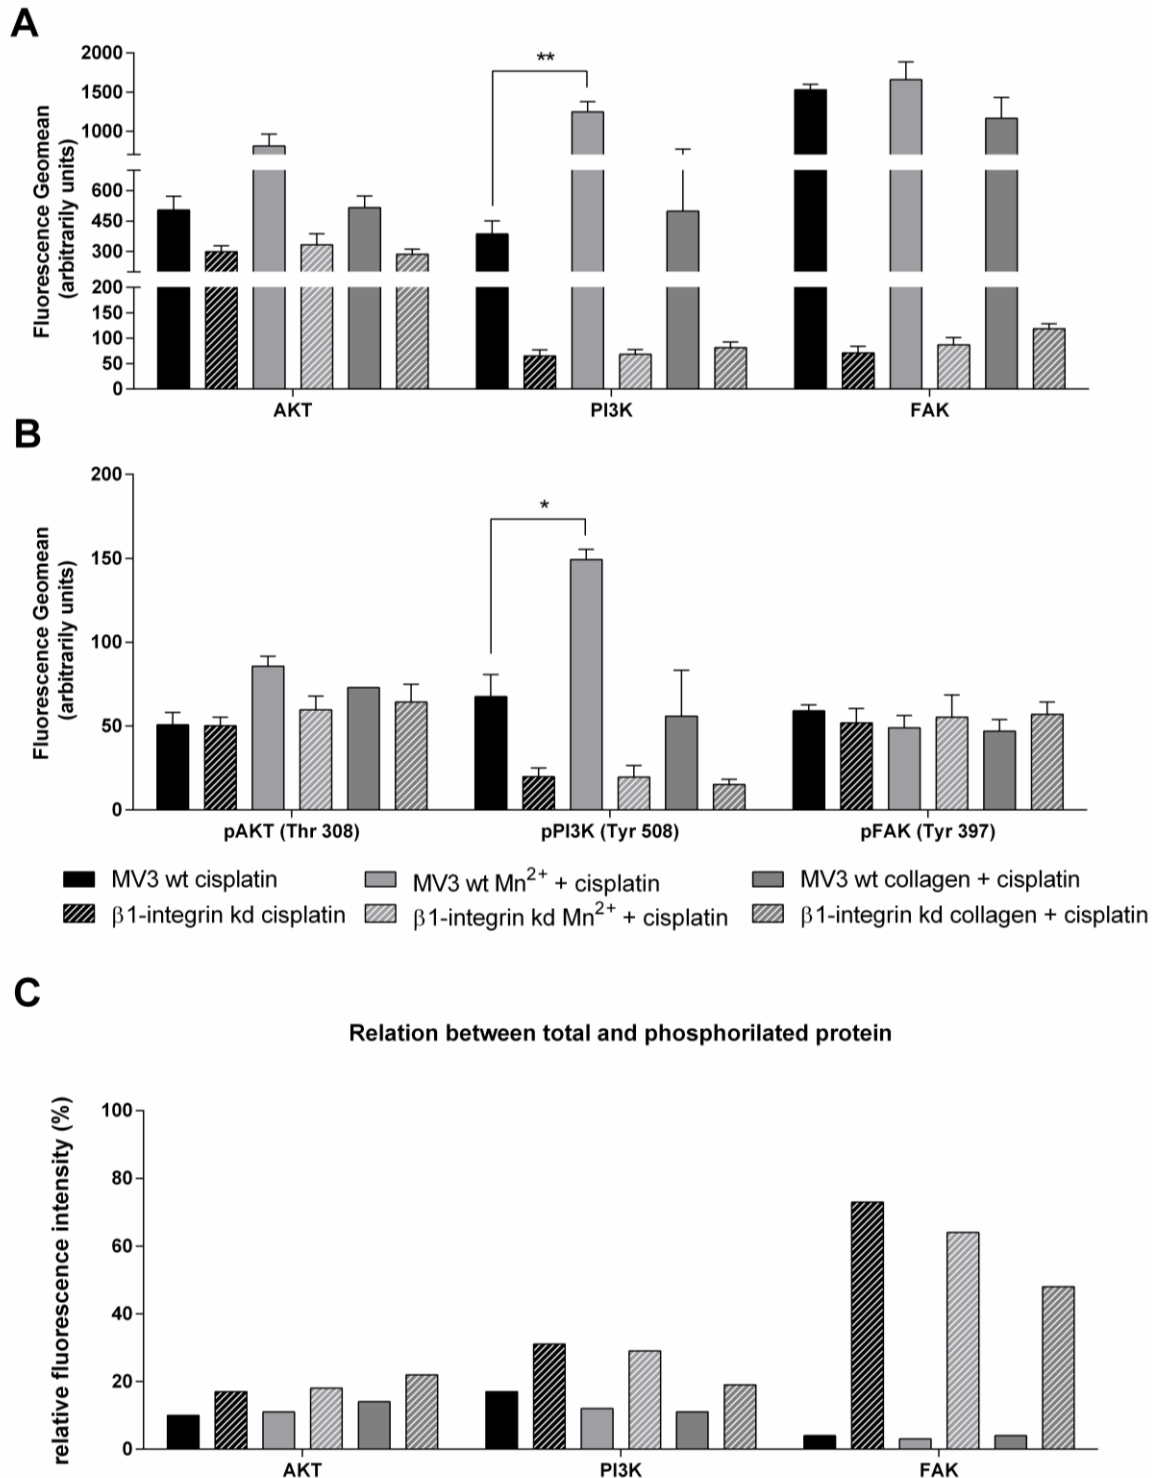 A
Fluorescence Geomean
(arbitrarily units)
2000
1500
1000
600
450
300
200
150
100
50
0
**
AKT
PI3K
FAK
B
Fluorescence Geomean
(arbitrarily units)
200
150
100
50
0
*
pAKT (Thr 308)
pPI3K (Tyr 508)
pFAK (Tyr 397)
MV3 wt cisplatin
MV3 wt Mn²⁺ + cisplatin
MV3 wt collagen + cisplatin
β1-integrin kd cisplatin
β1-integrin kd Mn²⁺ + cisplatin
β1-integrin kd collagen + cisplatin
C
Relation between total and phosphorilated protein
relative fluorescence intensity (%)
100
80
60
40
20
0
AKT
PI3K
FAK